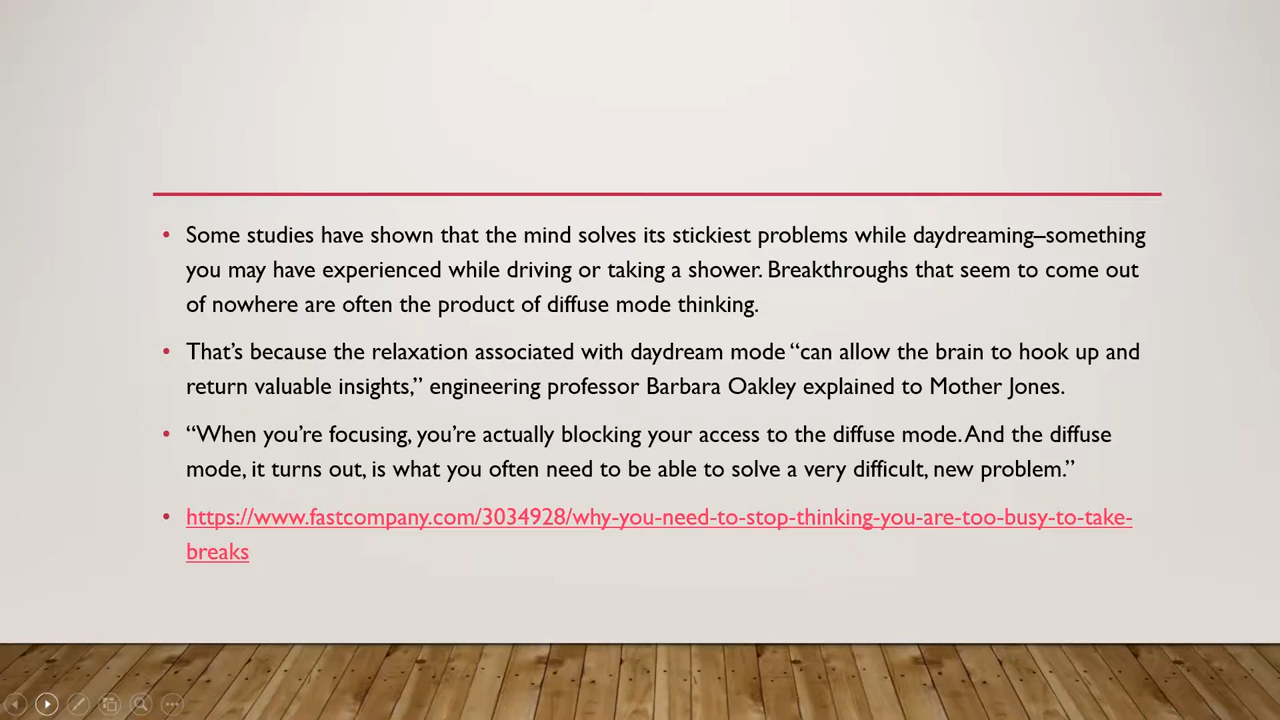 • Some studies have shown that the mind solves its stickiest problems while daydreaming–something
you may have experienced while driving or taking a shower. Breakthroughs that seem to come out
of nowhere are often the product of diffuse mode thinking.
• That’s because the relaxation associated with daydream mode “can allow the brain to hook up and
return valuable insights,” engineering professor Barbara Oakley explained to Mother Jones.
• “When you’re focusing, you’re actually blocking your access to the diffuse mode. And the diffuse
mode, it turns out, is what you often need to be able to solve a very difficult, new problem.”
• https://www.fastcompany.com/3034928/why-you-need-to-stop-thinking-you-are-too-busy-to-take-
breaks